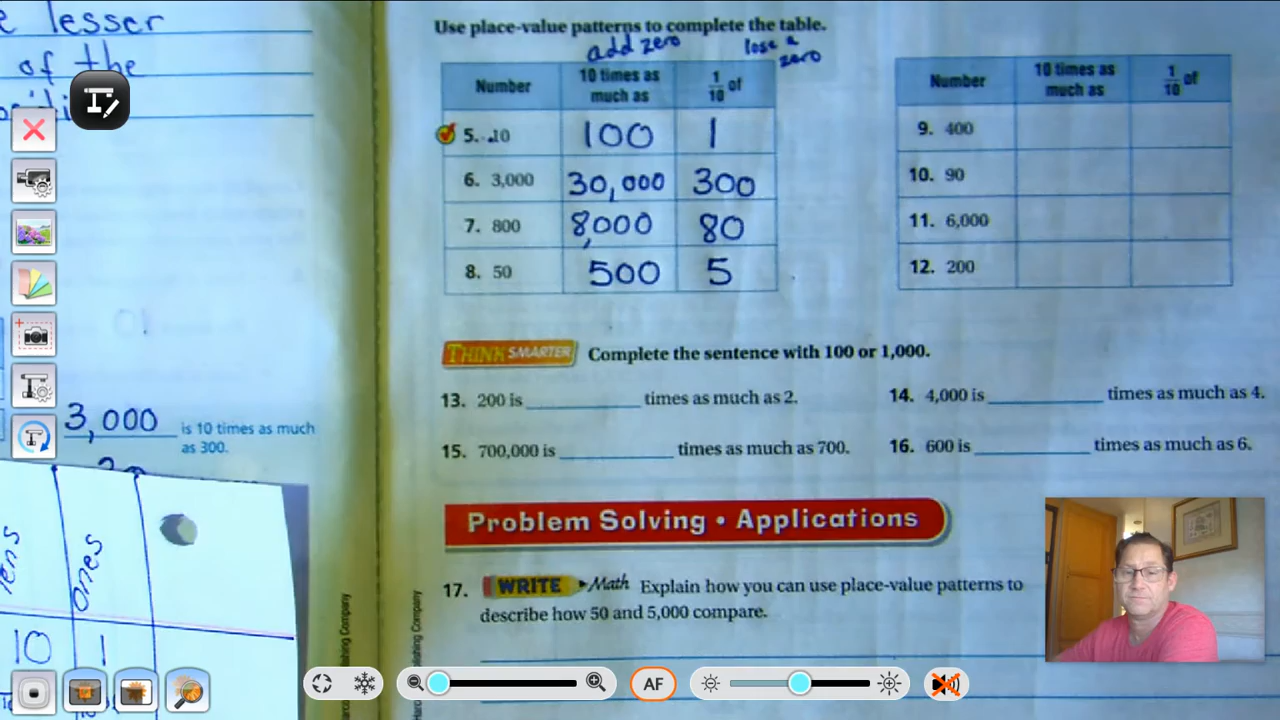 e lesser
of the
Use place-value patterns to complete the table.
add zero
lose a
zero
Number 10 times as much as 1/10 of
5. 10 100 1
6. 3,000 30,000 300
7. 800 8,000 80
8. 50 500 5
Number 10 times as much as 1/10 of
9. 400
10. 90
11. 6,000
12. 200
THINK SMARTER Complete the sentence with 100 or 1,000.
13. 200 is ____ times as much as 2.
14. 4,000 is ____ times as much as 4.
15. 700,000 is ____ times as much as 700.
16. 600 is ____ times as much as 6.
3,000 is 10 times as much
as 300.
Tens ones
10 1
Problem Solving • Applications
17. WRITE ▸Math Explain how you can use place-value patterns to
describe how 50 and 5,000 compare.
AF